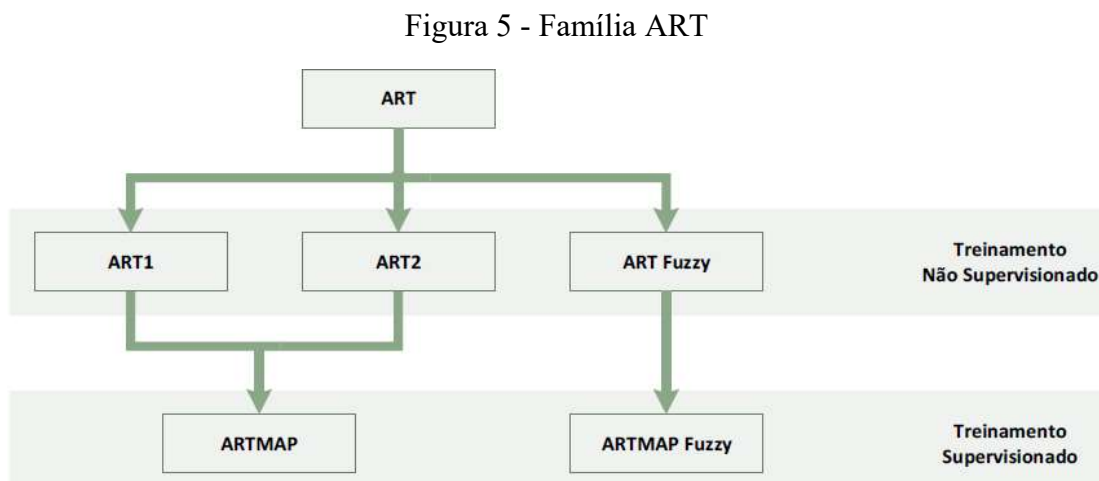 Figura 5 - Família ART
ART
ART1
ART2
ART Fuzzy
Treinamento
Não Supervisionado
ARTMAP
ARTMAP Fuzzy
Treinamento
Supervisionado